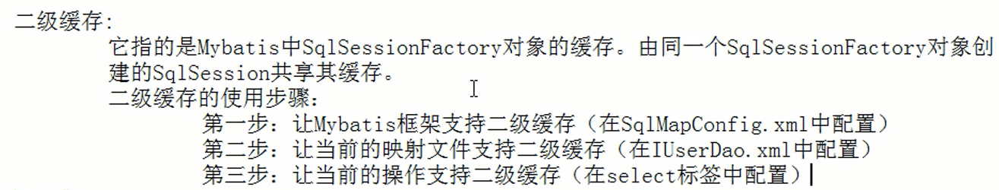 二级缓存:
它指的是Mybatis中SqlSessionFactory对象的缓存。由同一个SqlSessionFactory对象创
建的SqlSession共享其缓存。
二级缓存的使用步骤：
第一步：让Mybatis框架支持二级缓存（在SqlMapConfig.xml中配置）
第二步：让当前的映射文件支持二级缓存（在IUserDao.xml中配置）
第三步：让当前的操作支持二级缓存（在select标签中配置）